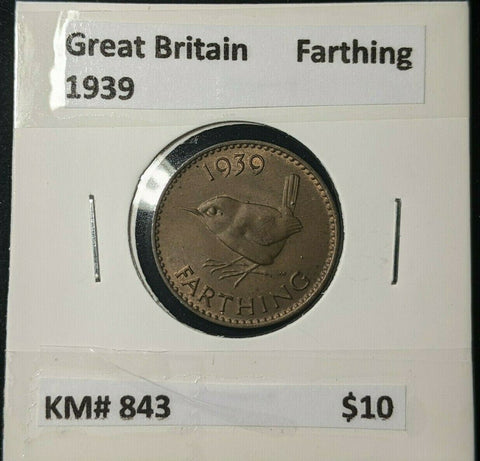 Great Britain Farthing
1939
1939
FARTHING
KM# 843 $10